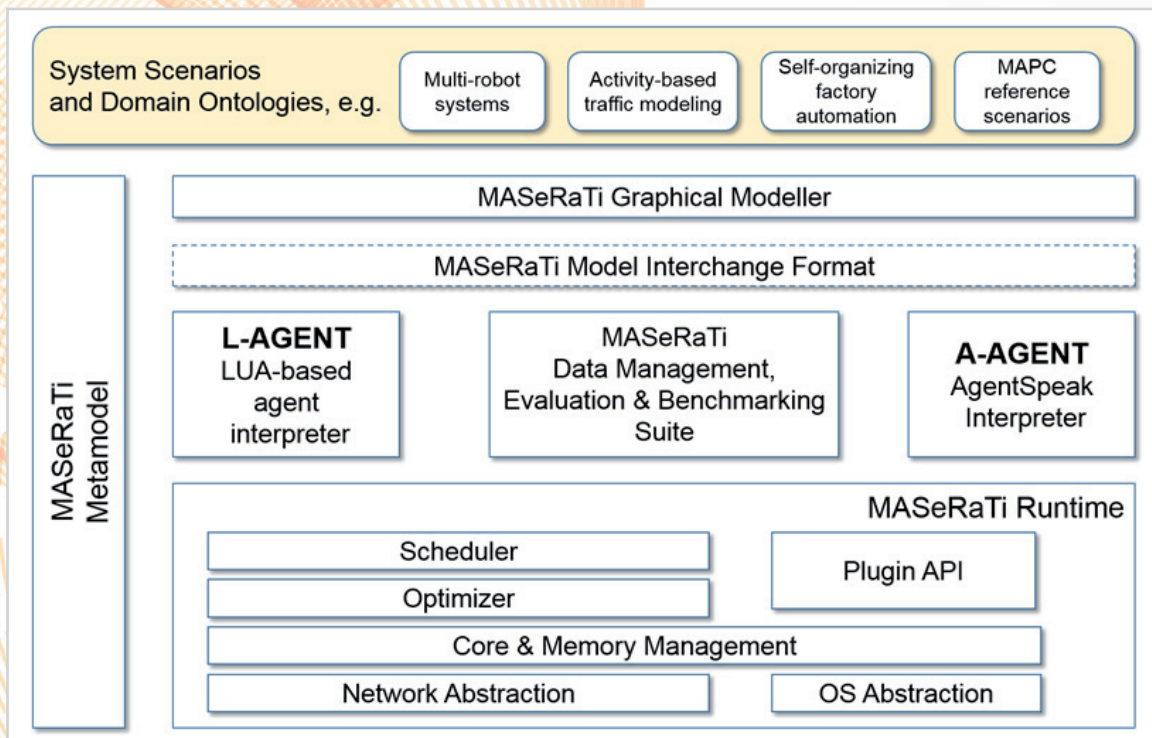 System Scenarios
and Domain Ontologies, e.g.
Multi-robot
systems
Activity-based
traffic modeling
Self-organizing
factory
automation
MAPC
reference
scenarios
MASeRaTi
Metamodel
MASeRaTi Graphical Modeller
MASeRaTi Model Interchange Format
L-AGENT
LUA-based
agent
interpreter
MASeRaTi
Data Management,
Evaluation & Benchmarking
Suite
A-AGENT
AgentSpeak
Interpreter
MASeRaTi Runtime
Scheduler
Optimizer
Plugin API
Core & Memory Management
Network Abstraction
OS Abstraction